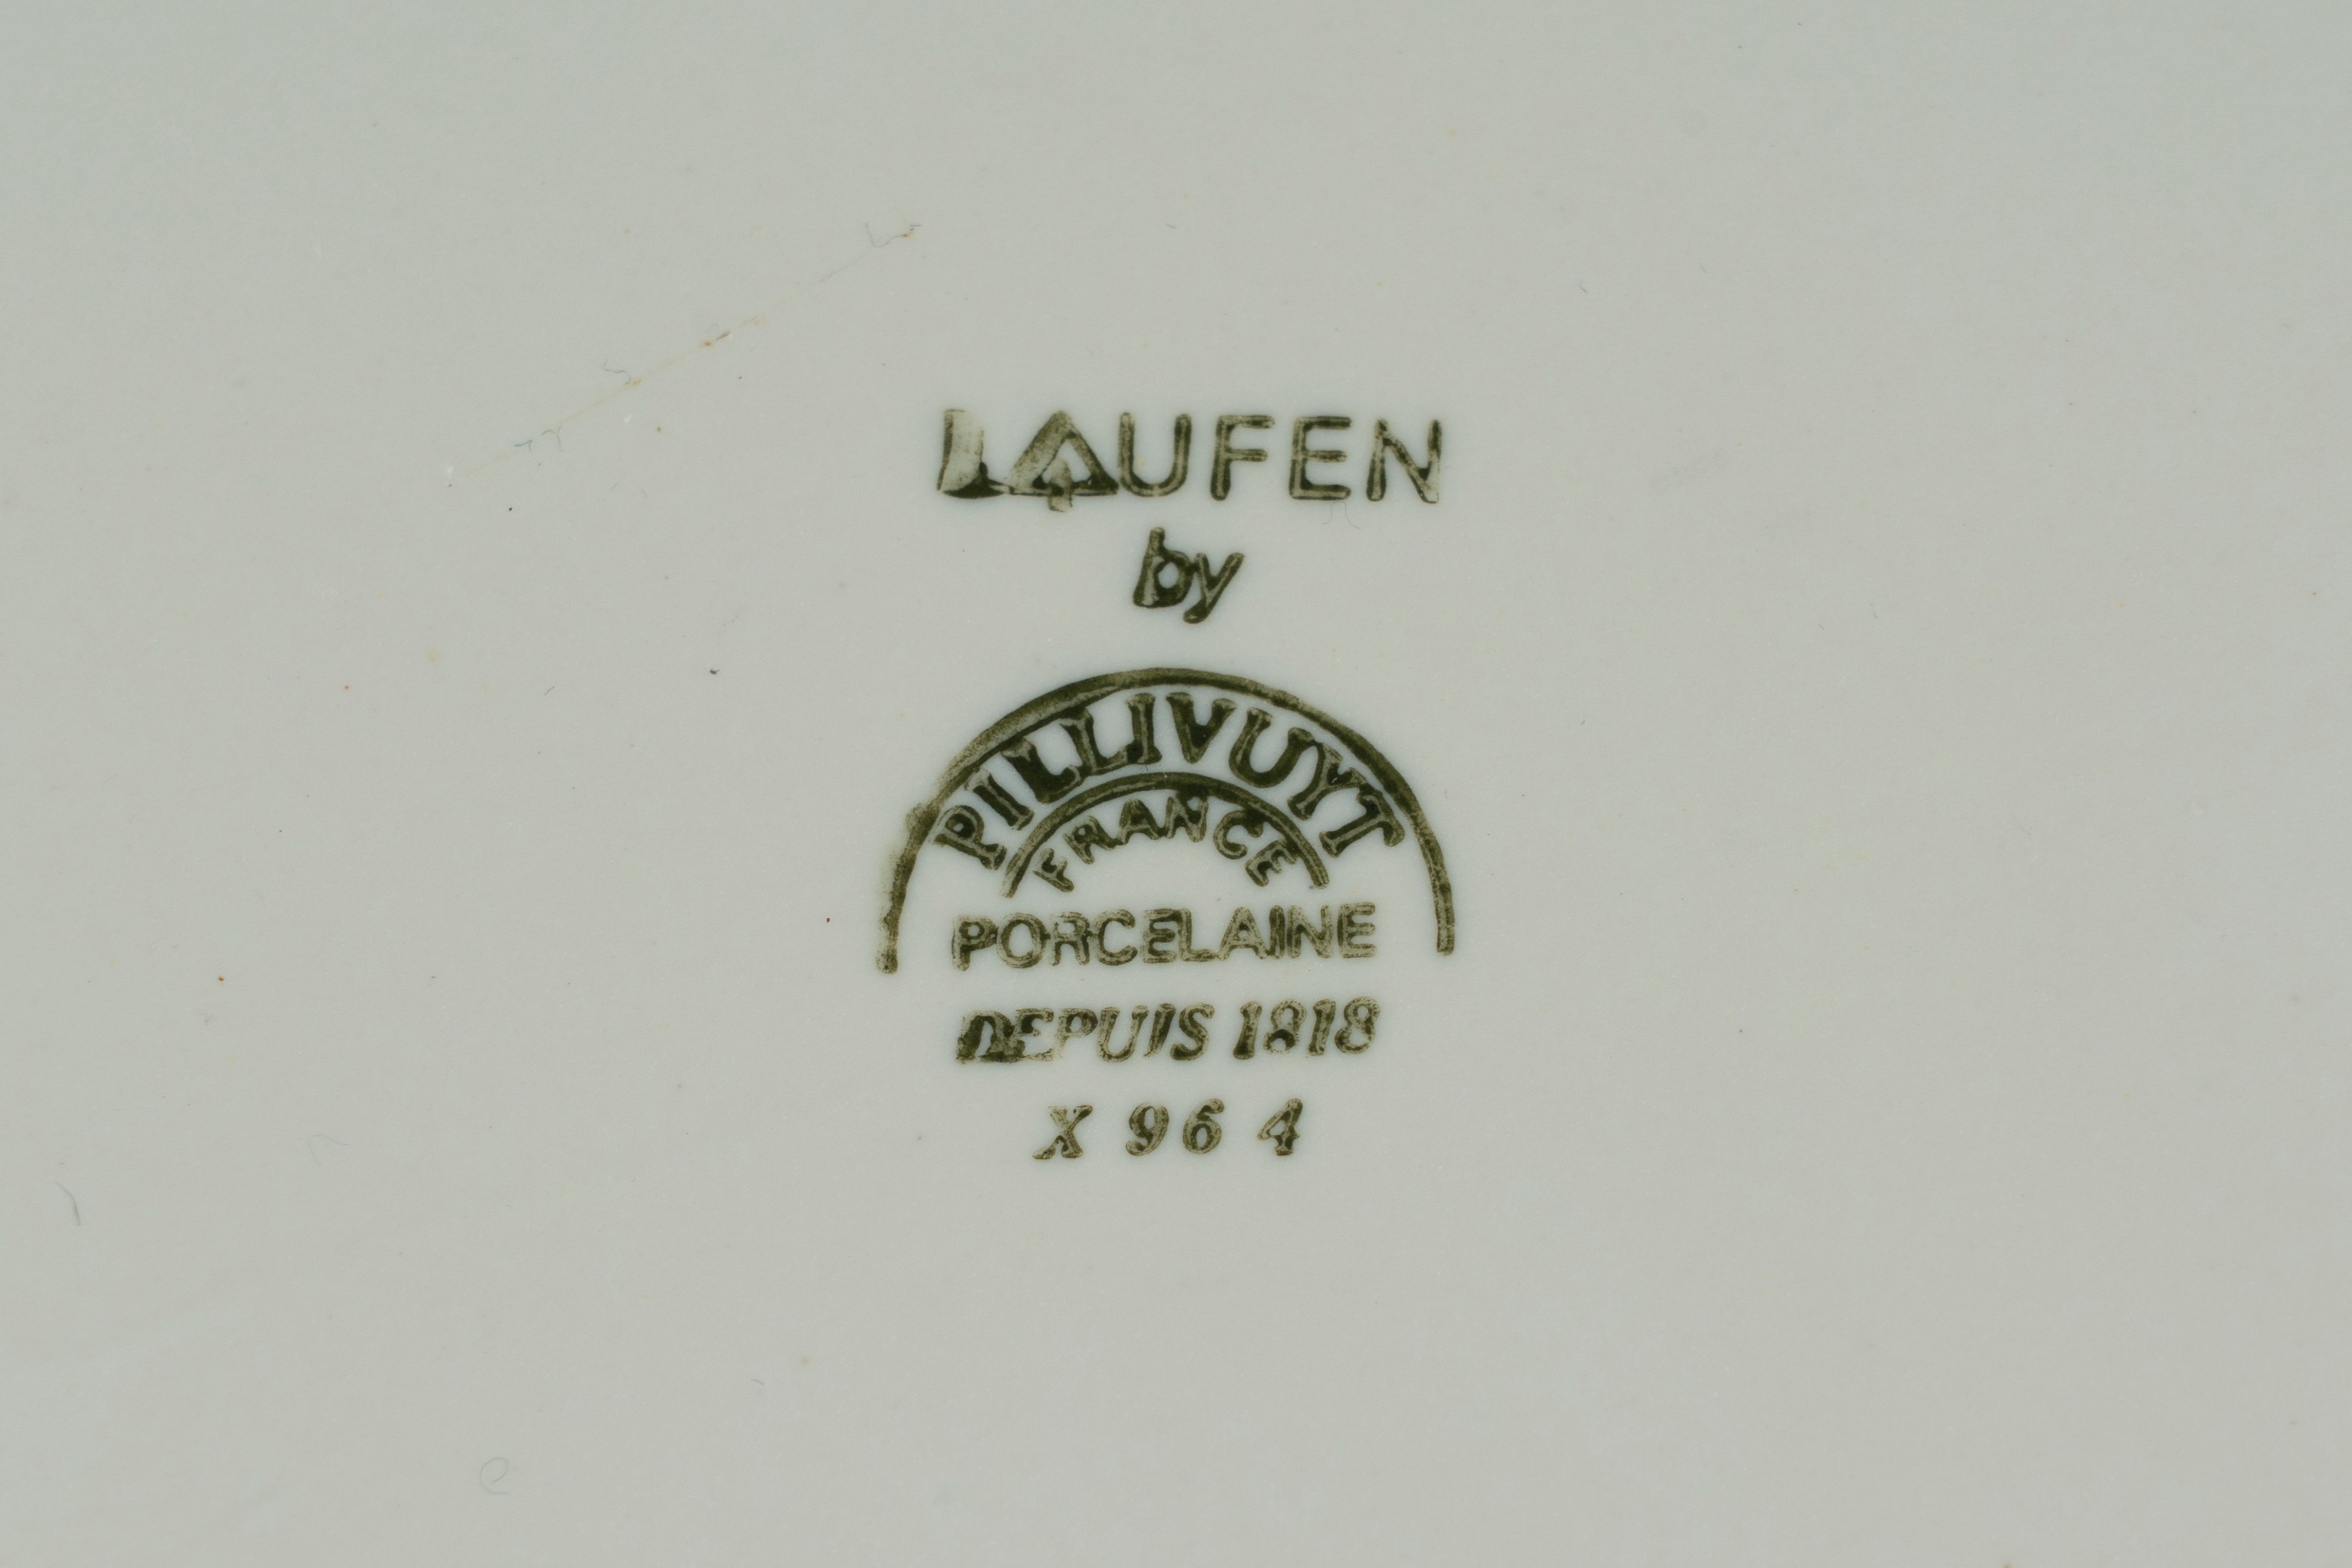 LAUFEN
by
PILLIVUYT
FRANCE
PORCELAINE
DEPUIS 1818
X 96 4